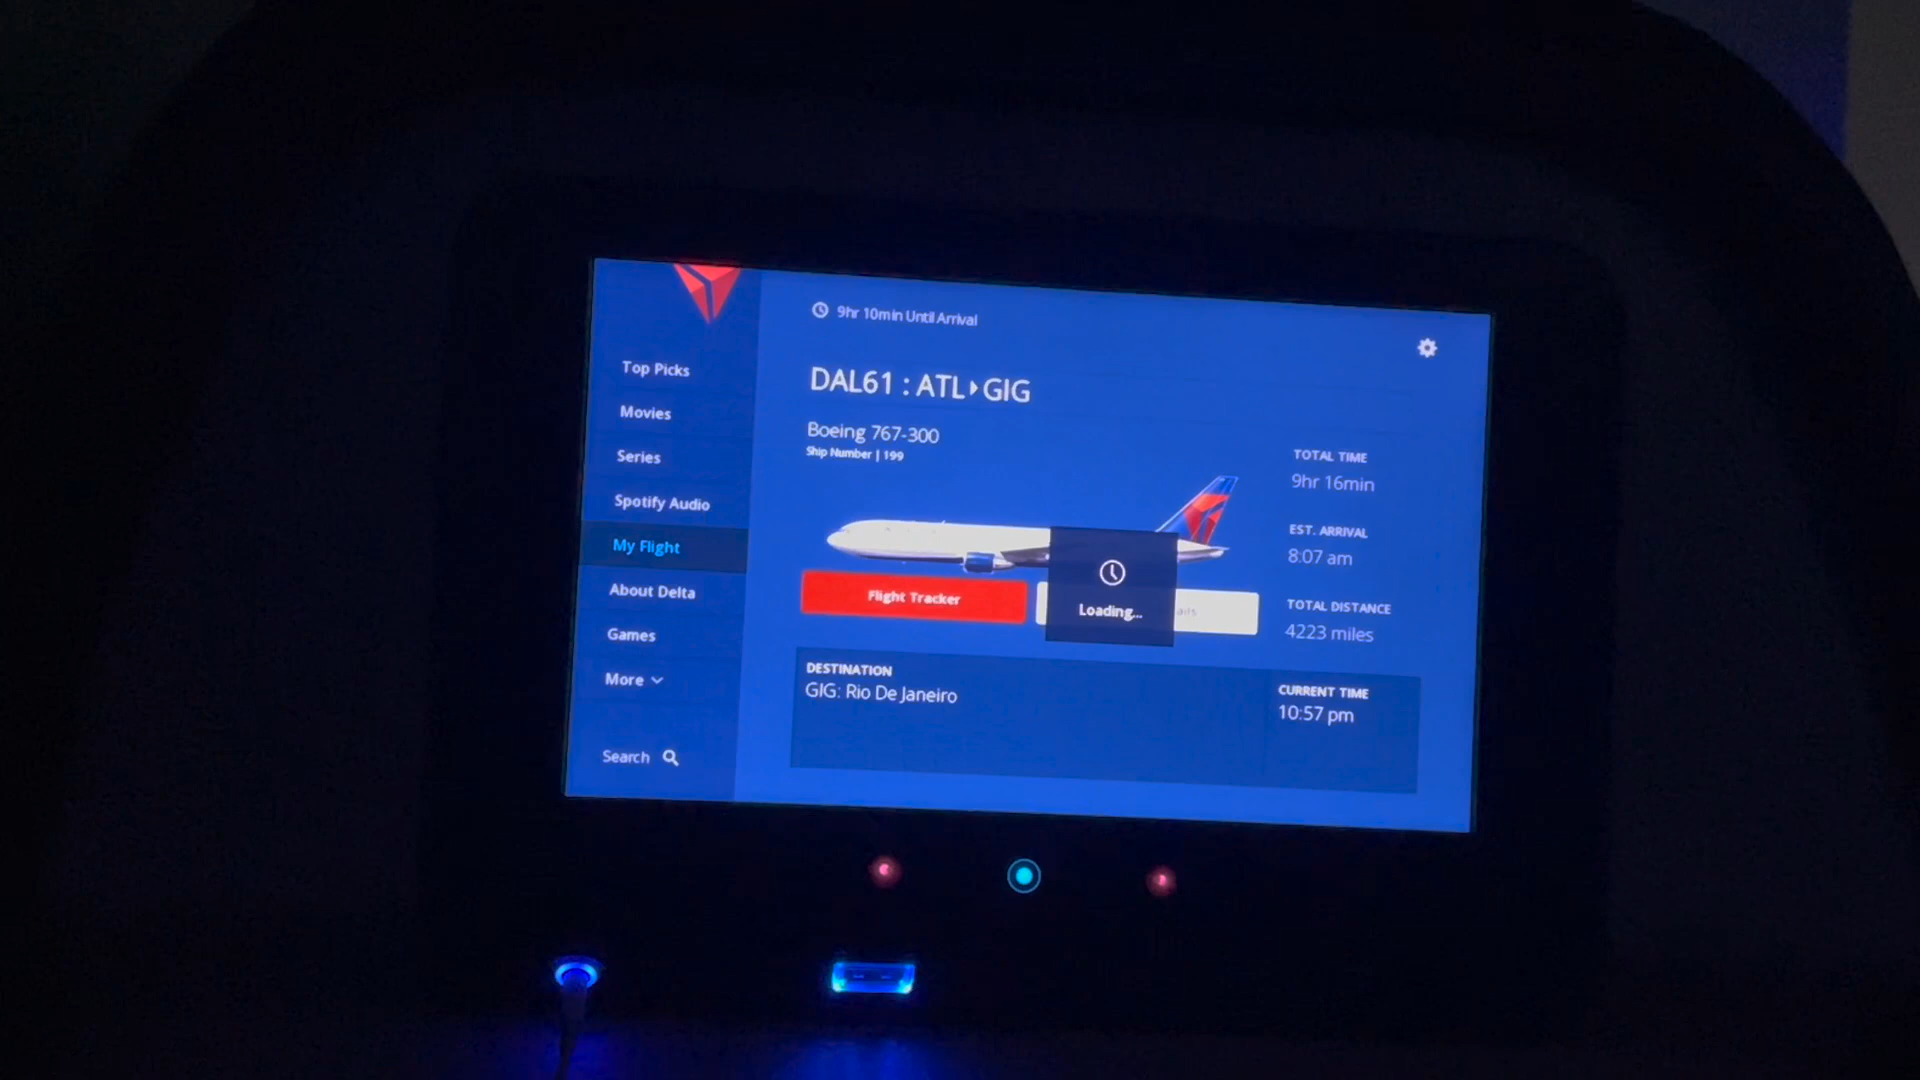 9hr 10min Until Arrival
DAL61 : ATL▸GIG
Boeing 767-300
Ship Number | 199
Top Picks
Movies
Series
Spotify Audio
My Flight
About Delta
Games
More
Search
TOTAL TIME
9hr 16min
EST. ARRIVAL
8:07 am
TOTAL DISTANCE
4223 miles
Flight Tracker
Loading...
DESTINATION
GIG: Rio De Janeiro
CURRENT TIME
10:57 pm